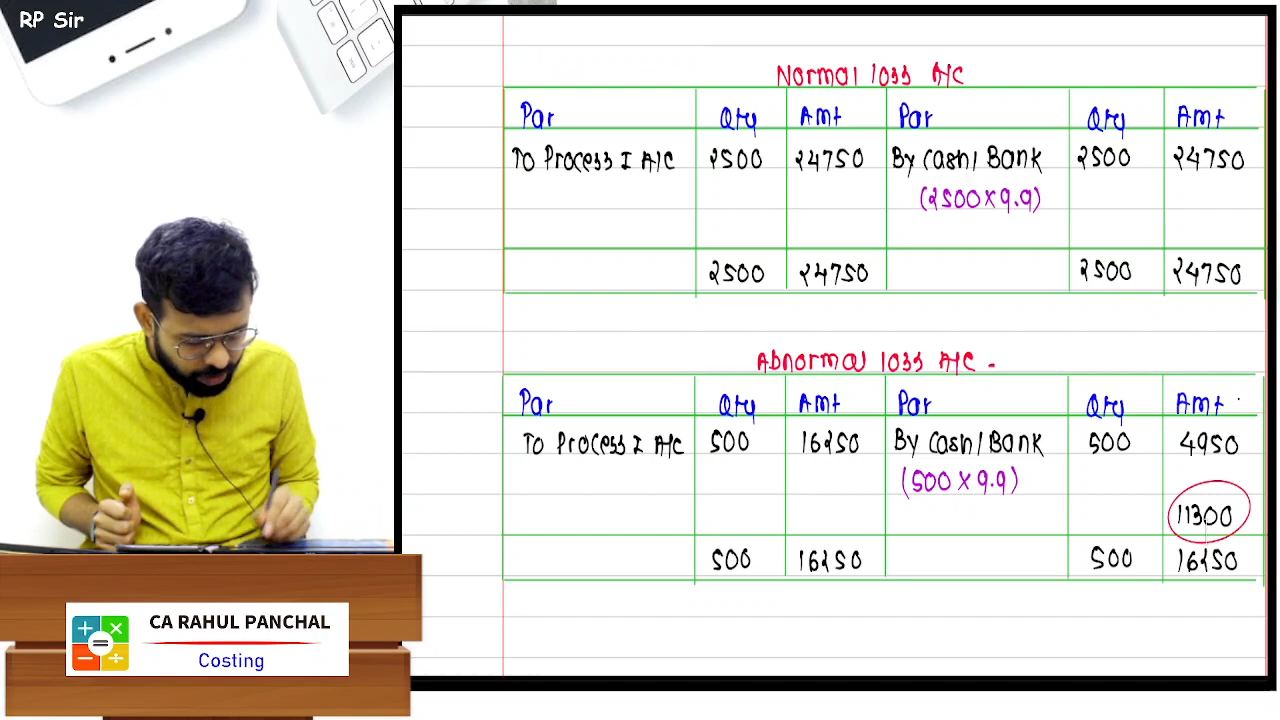 RP Sir
Normal loss A/C
Par Qty Amt Par Qty Amt
To Process I A/C 2500 24750 By Cash/Bank 2500 24750
(2500×9.9)
2500 24750 2500 24750
Abnormal loss A/C -
Par Qty Amt Par Qty Amt
To Process I A/C 500 16250 By Cash/Bank 500 4950
(500×9.9)
11300
500 16250 500 16250
CA RAHUL PANCHAL
Costing